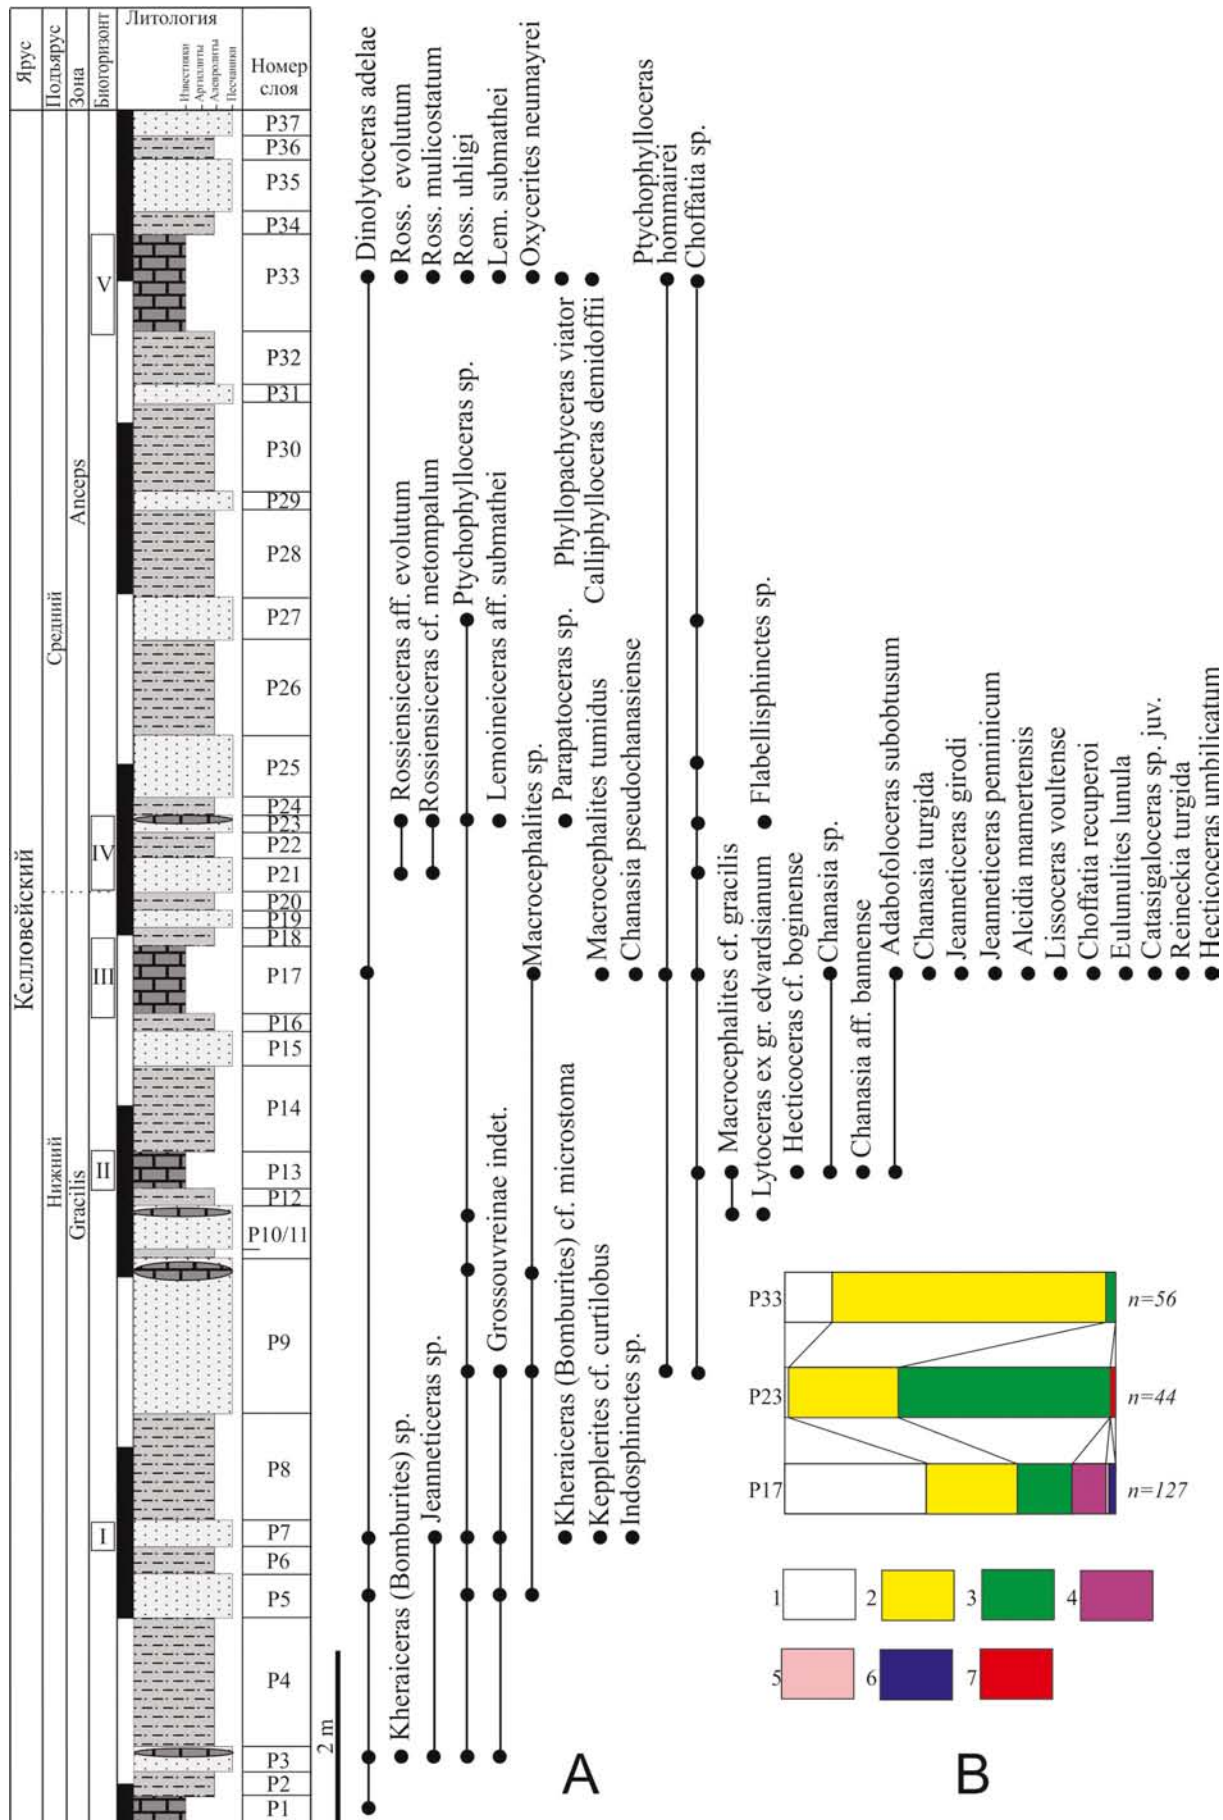 Ярус
Подъярус
Зона
Биогоризонт
Литология
Известняки
Аргиллиты
Алевролиты
Песчаники
Номер
слоя
Келловейский
Средний
Нижний
Anceps
Gracilis
V
IV
III
II
I
P37
P36
P35
P34
P33
P32
P31
P30
P29
P28
P27
P26
P25
P24
P23
P22
P21
P20
P19
P18
P17
P16
P15
P14
P13
P12
P10/11
P9
P8
P7
P6
P5
P4
P3
P2
P1
2 m
Dinolytoceras adelae
Ross. evolutum
Ross. mulicostatum
Ross. uhligi
Lem. submathei
Oxycerites neumayrei
Phyllopachyceras viator
Calliphylloceras demidoffii
Ptychophylloceras
hommairei
Choffatia sp.
Rossiensiceras aff. evolutum
Rossiensiceras cf. metompalum
Ptychophylloceras sp.
Lemoineiceras aff. submathei
Parapatoceras sp.
Flabellisphinctes sp.
Macrocephalites sp.
Macrocephalites tumidus
Chanasia pseudochanasiense
Macrocephalites cf. gracilis
Lytoceras ex gr. edvardsianum
Hecticoceras cf. boginense
Chanasia sp.
Chanasia aff. bannense
Adabofoloceras subobtusum
Chanasia turgida
Jeanneticeras girodi
Jeanneticeras penninicum
Alcidia mamertensis
Lissoceras voultense
Choffatia recuperoi
Eulunulites lunula
Catasigaloceras sp. juv.
Reineckia turgida
Hecticoceras umbilicatum
Kheraiceras (Bomburites) sp.
Jeanneticeras sp.
Grossouvreinae indet.
Kheraiceras (Bomburites) cf. microstoma
Kepplerites cf. curtilobus
Indosphinctes sp.
A
P33
n=56
P23
n=44
P17
n=127
1
2
3
4
5
6
7
B